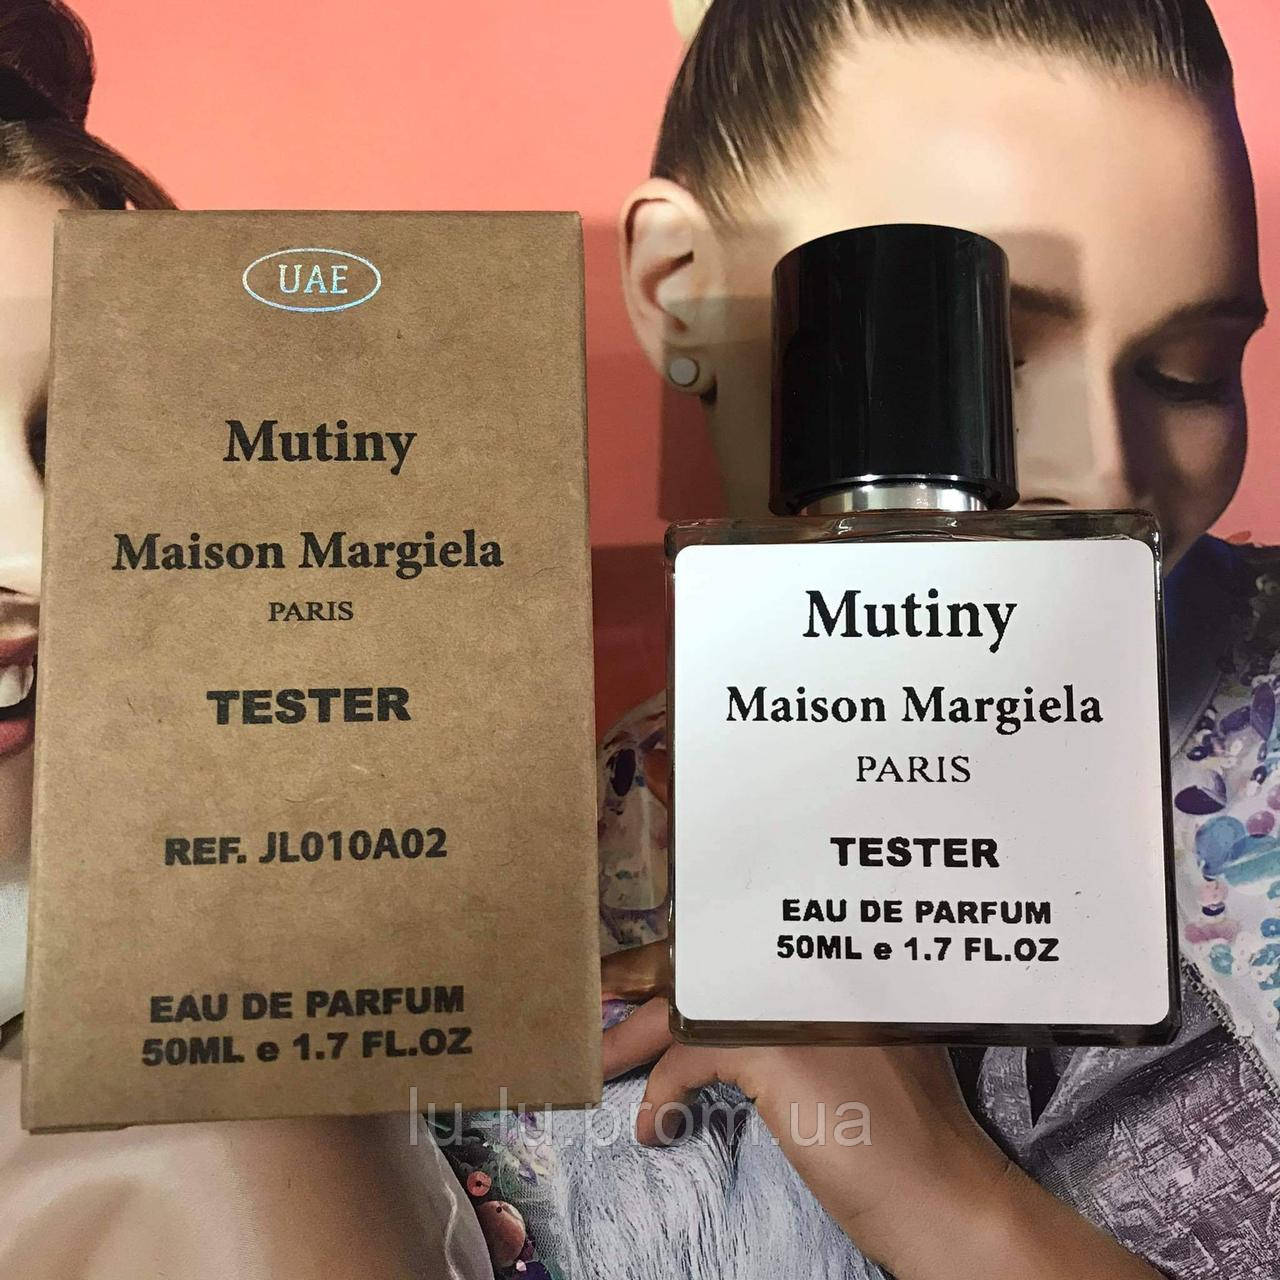 UAE
Mutiny
Maison Margiela
PARIS
TESTER
REF. JL010A02
EAU DE PARFUM
50ML e 1.7 FL.OZ
Mutiny
Maison Margiela
PARIS
TESTER
EAU DE PARFUM
50ML e 1.7 FL.OZ
lu-lu.prom.ua